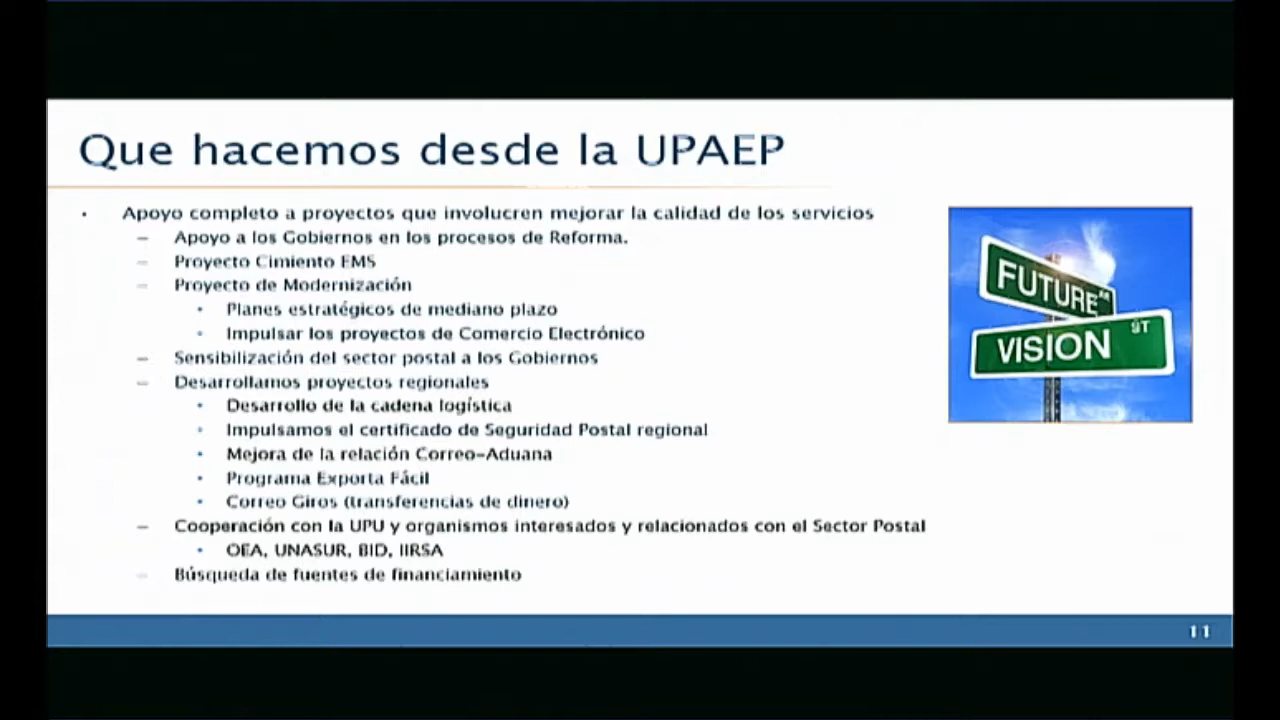 Que hacemos desde la UPAEP
• Apoyo completo a proyectos que involucren mejorar la calidad de los servicios
– Apoyo a los Gobiernos en los procesos de Reforma.
– Proyecto Cimiento EMS
– Proyecto de Modernización
• Planes estratégicos de mediano plazo
• Impulsar los proyectos de Comercio Electrónico
– Sensibilización del sector postal a los Gobiernos
– Desarrollamos proyectos regionales
• Desarrollo de la cadena logística
• Impulsamos el certificado de Seguridad Postal regional
• Mejora de la relación Correo–Aduana
• Programa Exporta Fácil
• Correo Giros (transferencias de dinero)
– Cooperación con la UPU y organismos interesados y relacionados con el Sector Postal
• OEA, UNASUR, BID, IIRSA
– Búsqueda de fuentes de financiamiento
FUTURE
VISION ST
11